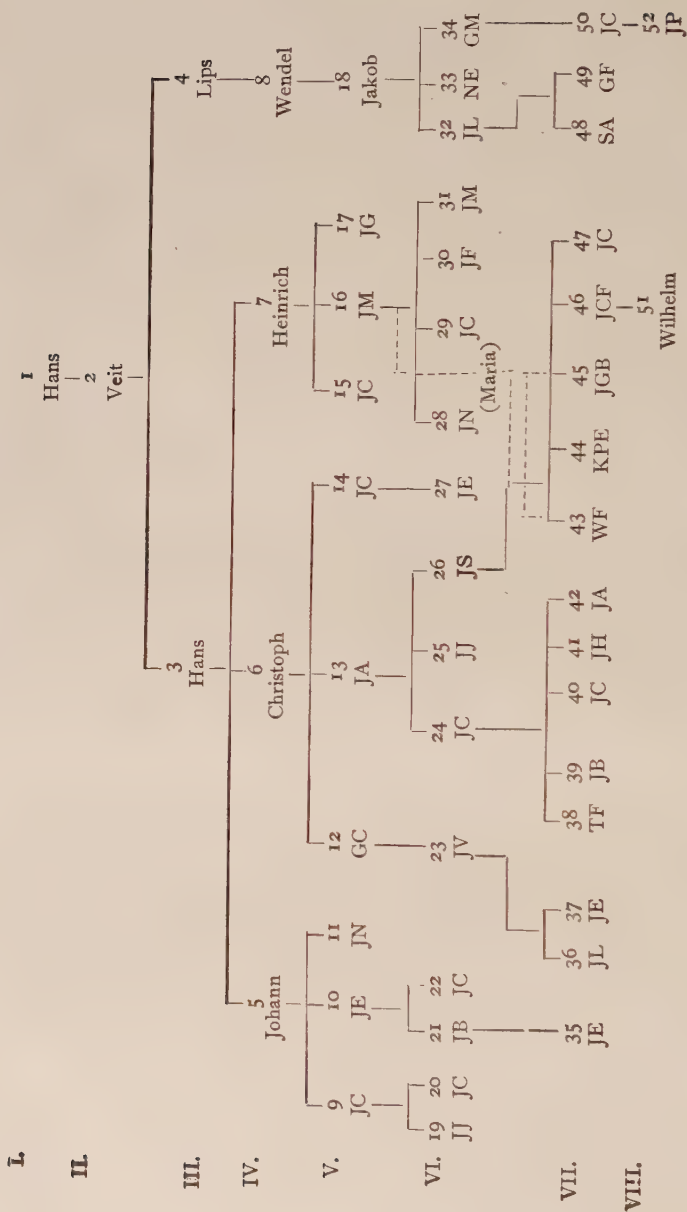 I. 1
Hans
II. 2
Veit
III. 3 4
Hans Lips
IV. 5 6 7 8
Johann Christoph Heinrich Wendel
V. 9 10 11 12 13 14 15 16 17 18
JC JE JN GC JA JC JC JM JG Jakob
VI. 19 20 21 22 23 24 25 26 27 28 29 30 31 32 33 34
JJ JC JB JC JV JC JJ JS JE JN JC JF JM JL NE GM
(Maria)
VII. 35 36 37 38 39 40 41 42 43 44 45 46 47 48 49 50
JE JL JE TF JB JC JH JA WF KPE JGB JCF JC SA GF JC
VIII. 51 52
Wilhelm JP